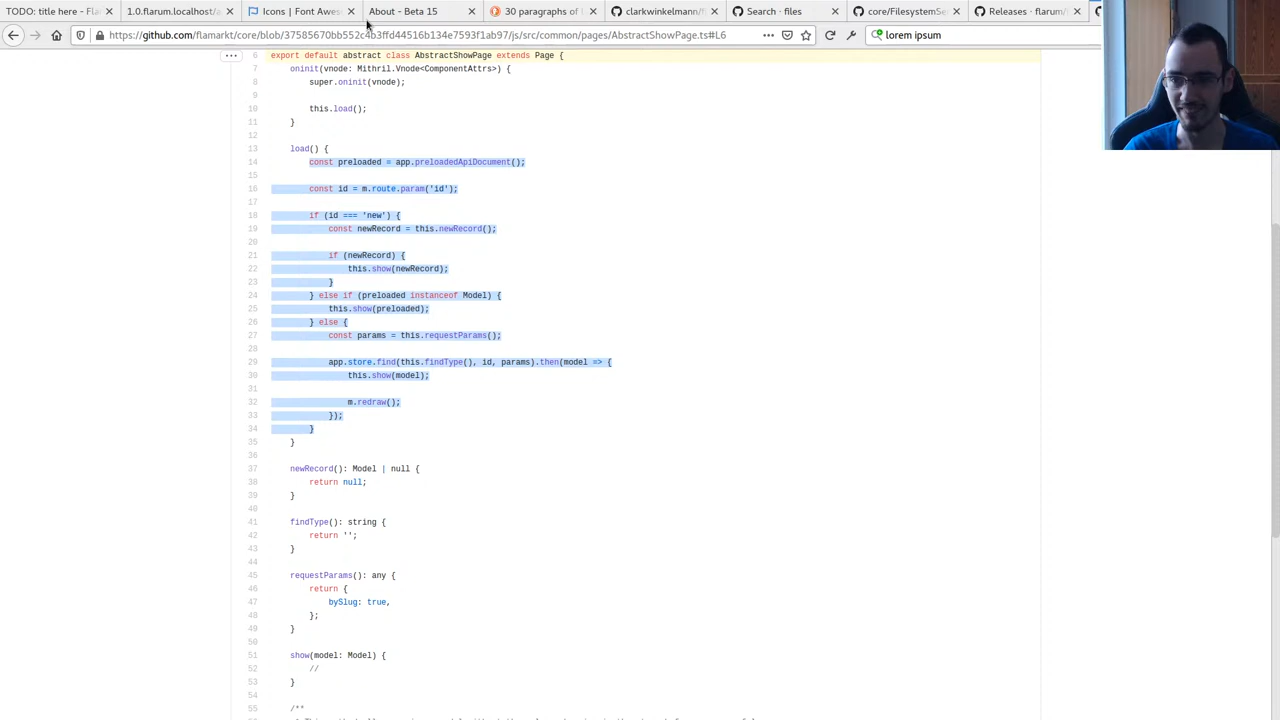 TODO: title here - Fla
1.0.flarum.localhost/a
Icons | Font Awes
About - Beta 15
30 paragraphs of l
clarkwinkelmann/f
Search · files
core/FilesystemSe
Releases · flarum/
https://github.com/flamarkt/core/blob/37585670bb552c4b3ffd44516b134e7593f1ab97/js/src/common/pages/AbstractShowPage.ts#L6
lorem ipsum
6 export default abstract class AbstractShowPage extends Page {
7 oninit(vnode: Mithril.Vnode<ComponentAttrs>) {
8 super.oninit(vnode);
9
10 this.load();
11 }
12
13 load() {
14 const preloaded = app.preloadedApiDocument();
15
16 const id = m.route.param('id');
17
18 if (id === 'new') {
19 const newRecord = this.newRecord();
20
21 if (newRecord) {
22 this.show(newRecord);
23 }
24 } else if (preloaded instanceof Model) {
25 this.show(preloaded);
26 } else {
27 const params = this.requestParams();
28
29 app.store.find(this.findType(), id, params).then(model => {
30 this.show(model);
31
32 m.redraw();
33 });
34 }
35 }
36
37 newRecord(): Model | null {
38 return null;
39 }
40
41 findType(): string {
42 return '';
43 }
44
45 requestParams(): any {
46 return {
47 bySlug: true,
48 };
49 }
50
51 show(model: Model) {
52 //
53 }
54
55 /**